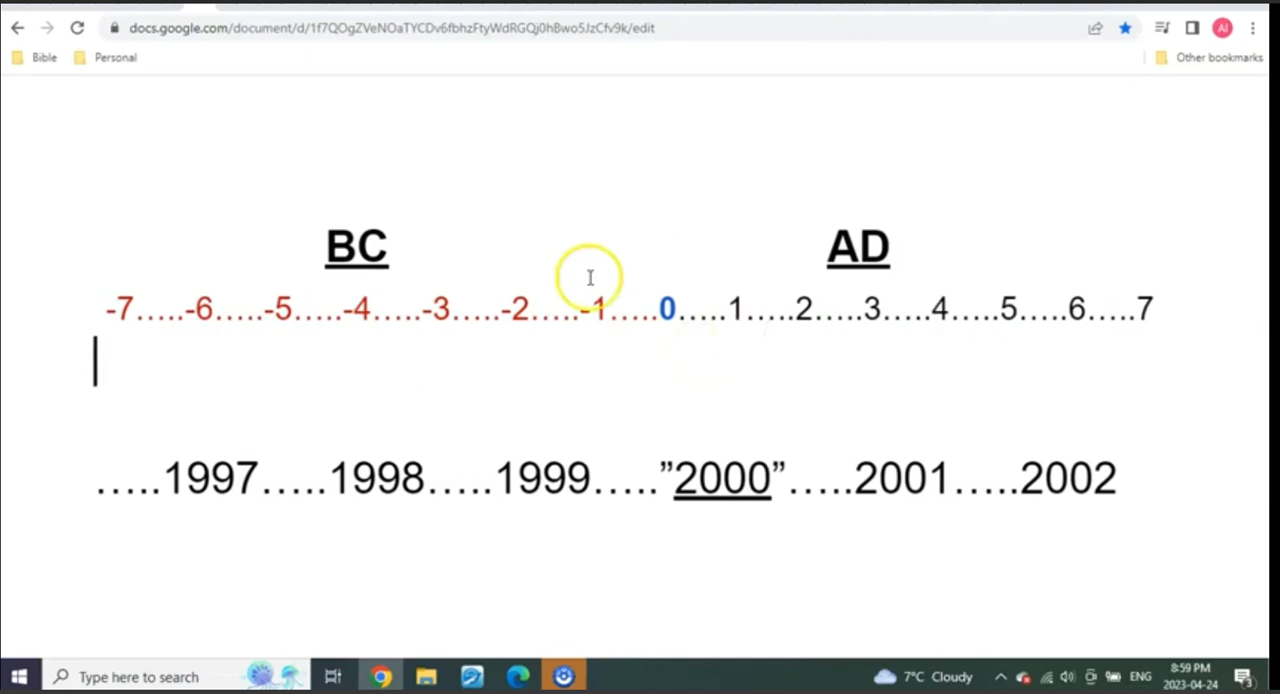 docs.google.com/document/d/1f7QOgZVeNOaTYCDv6fbhzFtyWdRGQj0hBwo5JzCfv9k/edit
AI
Bible Personal Other bookmarks
BC AD
-7.....-6.....-5.....-4.....-3.....-2.....-1.....0.....1.....2.....3.....4.....5.....6.....7
.....1997.....1998.....1999.....”2000”.....2001.....2002
Type here to search 7°C Cloudy ENG 8:59 PM
2023-04-24 3